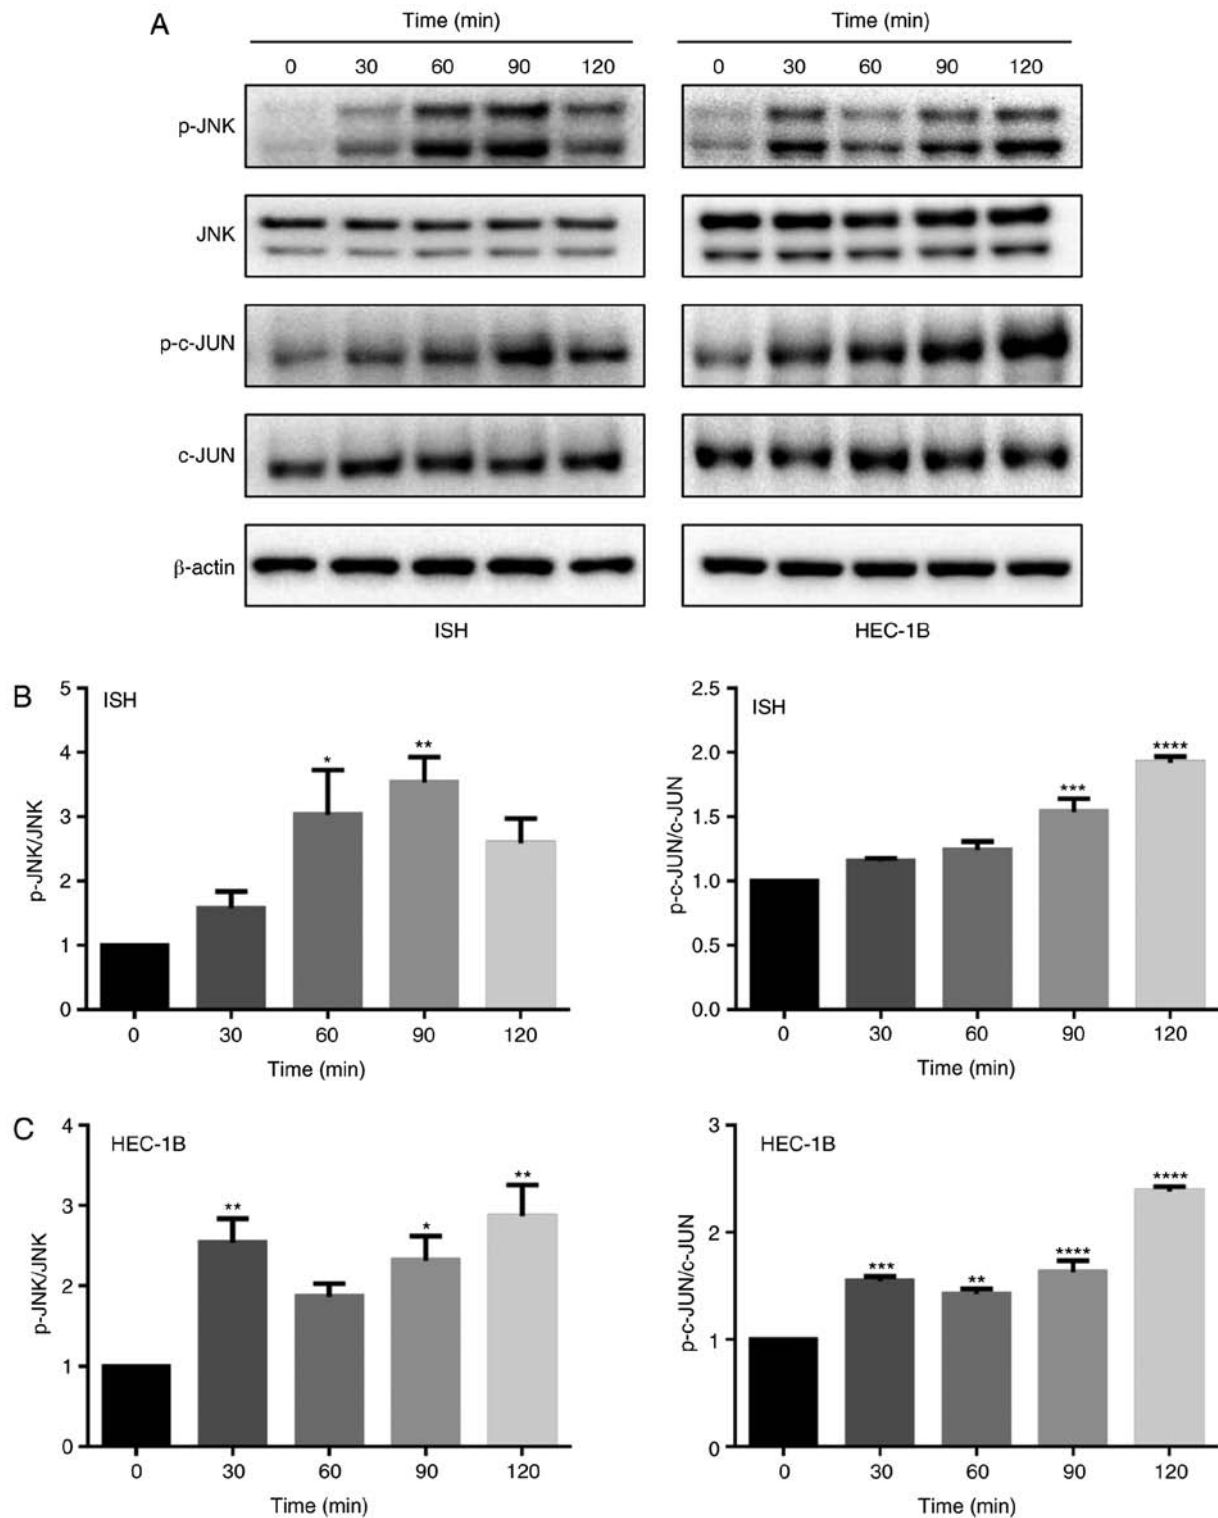 A
Time (min) Time (min)
0 30 60 90 120 0 30 60 90 120
p-JNK
JNK
p-c-JUN
c-JUN
β-actin
ISH HEC-1B
B
ISH
p-JNK/JNK
5
4
3
2
1
0
* **
0 30 60 90 120
Time (min)
ISH
p-c-JUN/c-JUN
2.5
2.0
1.5
1.0
0.5
0.0
*** ****
0 30 60 90 120
Time (min)
C
HEC-1B
p-JNK/JNK
4
3
2
1
0
** * **
0 30 60 90 120
Time (min)
HEC-1B
p-c-JUN/c-JUN
3
2
1
0
*** ** **** ****
0 30 60 90 120
Time (min)